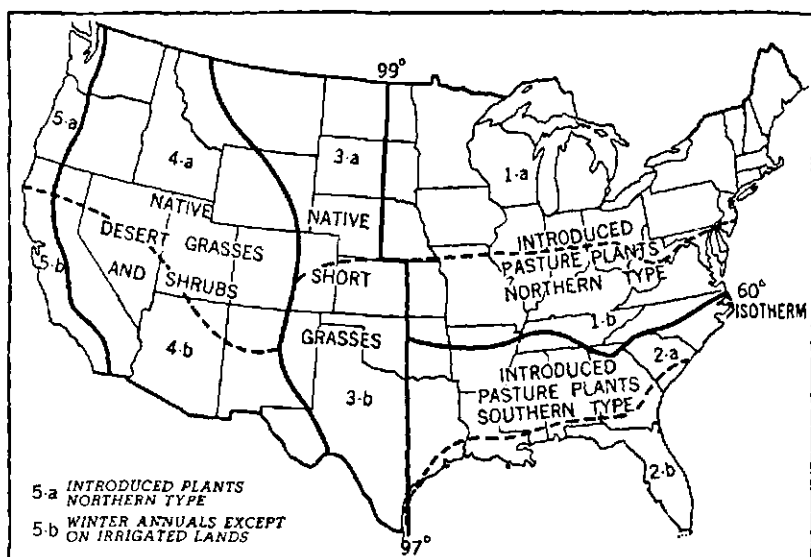 99°
5·a
4·a
3·a
1·a
NATIVE
DESERT GRASSES
AND SHRUBS
5·b
4·b
NATIVE
SHORT
GRASSES
3·b
INTRODUCED
PASTURE PLANTS
NORTHERN TYPE
1·b
60°
ISOTHERM
2·a
INTRODUCED
PASTURE PLANTS
SOUTHERN TYPE
2·b
97°
5·a INTRODUCED PLANTS
NORTHERN TYPE
5·b WINTER ANNUALS EXCEPT
ON IRRIGATED LANDS